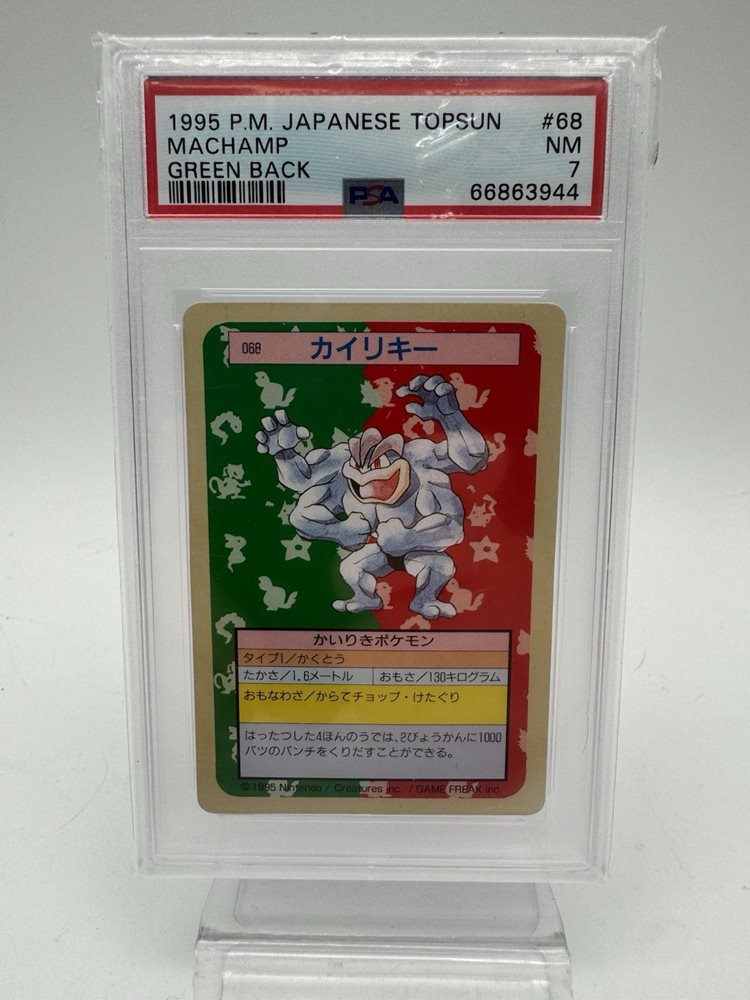 1995 P.M. JAPANESE TOPSUN #68
MACHAMP NM
GREEN BACK 7
PSA 66863944
068 カイリキー
かいりきポケモン
タイプ1/かくとう
たかさ/1.6メートル おもさ/130キログラム
おもなわざ/からてチョップ・けたぐり
はったつした4ほんのうでは、2びょうかんに1000
パツのパンチをくりだすことができる。
© 1995 Nintendo / Creatures inc. / GAME FREAK inc.